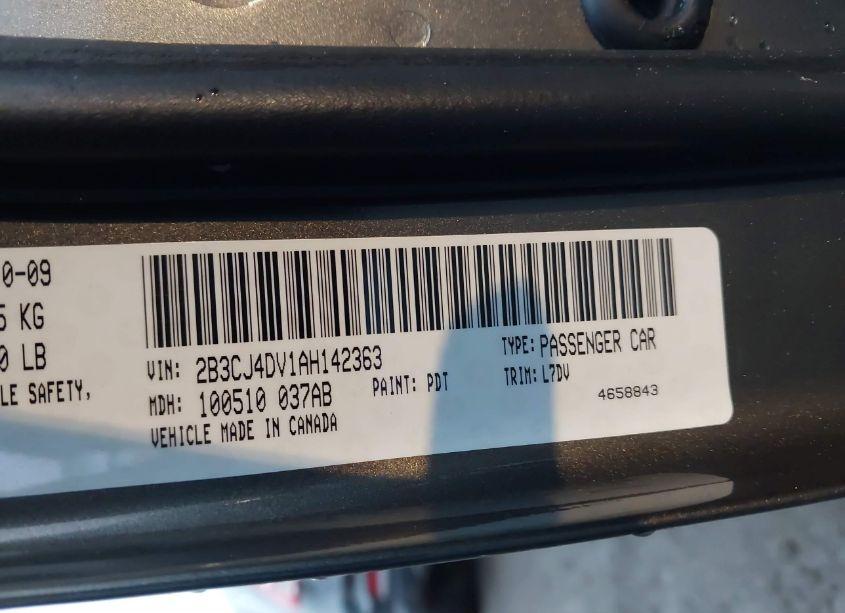 0-09
5 KG
0 LB
LE SAFETY,
VIN: 2B3CJ4DV1AH142363
TYPE: PASSENGER CAR
MDH: 100510 037AB
PAINT: PDT
TRIM: L7DV
VEHICLE MADE IN CANADA
4658843